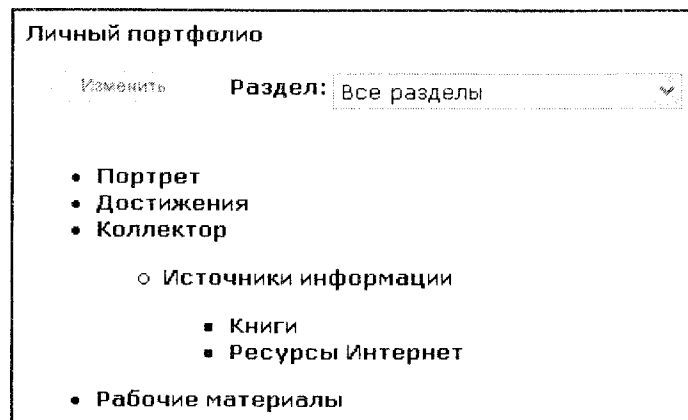 Личный портфолио
Изменить Раздел: Все разделы
Портрет
Достижения
Коллектор
Источники информации
Книги
Ресурсы Интернет
Рабочие материалы